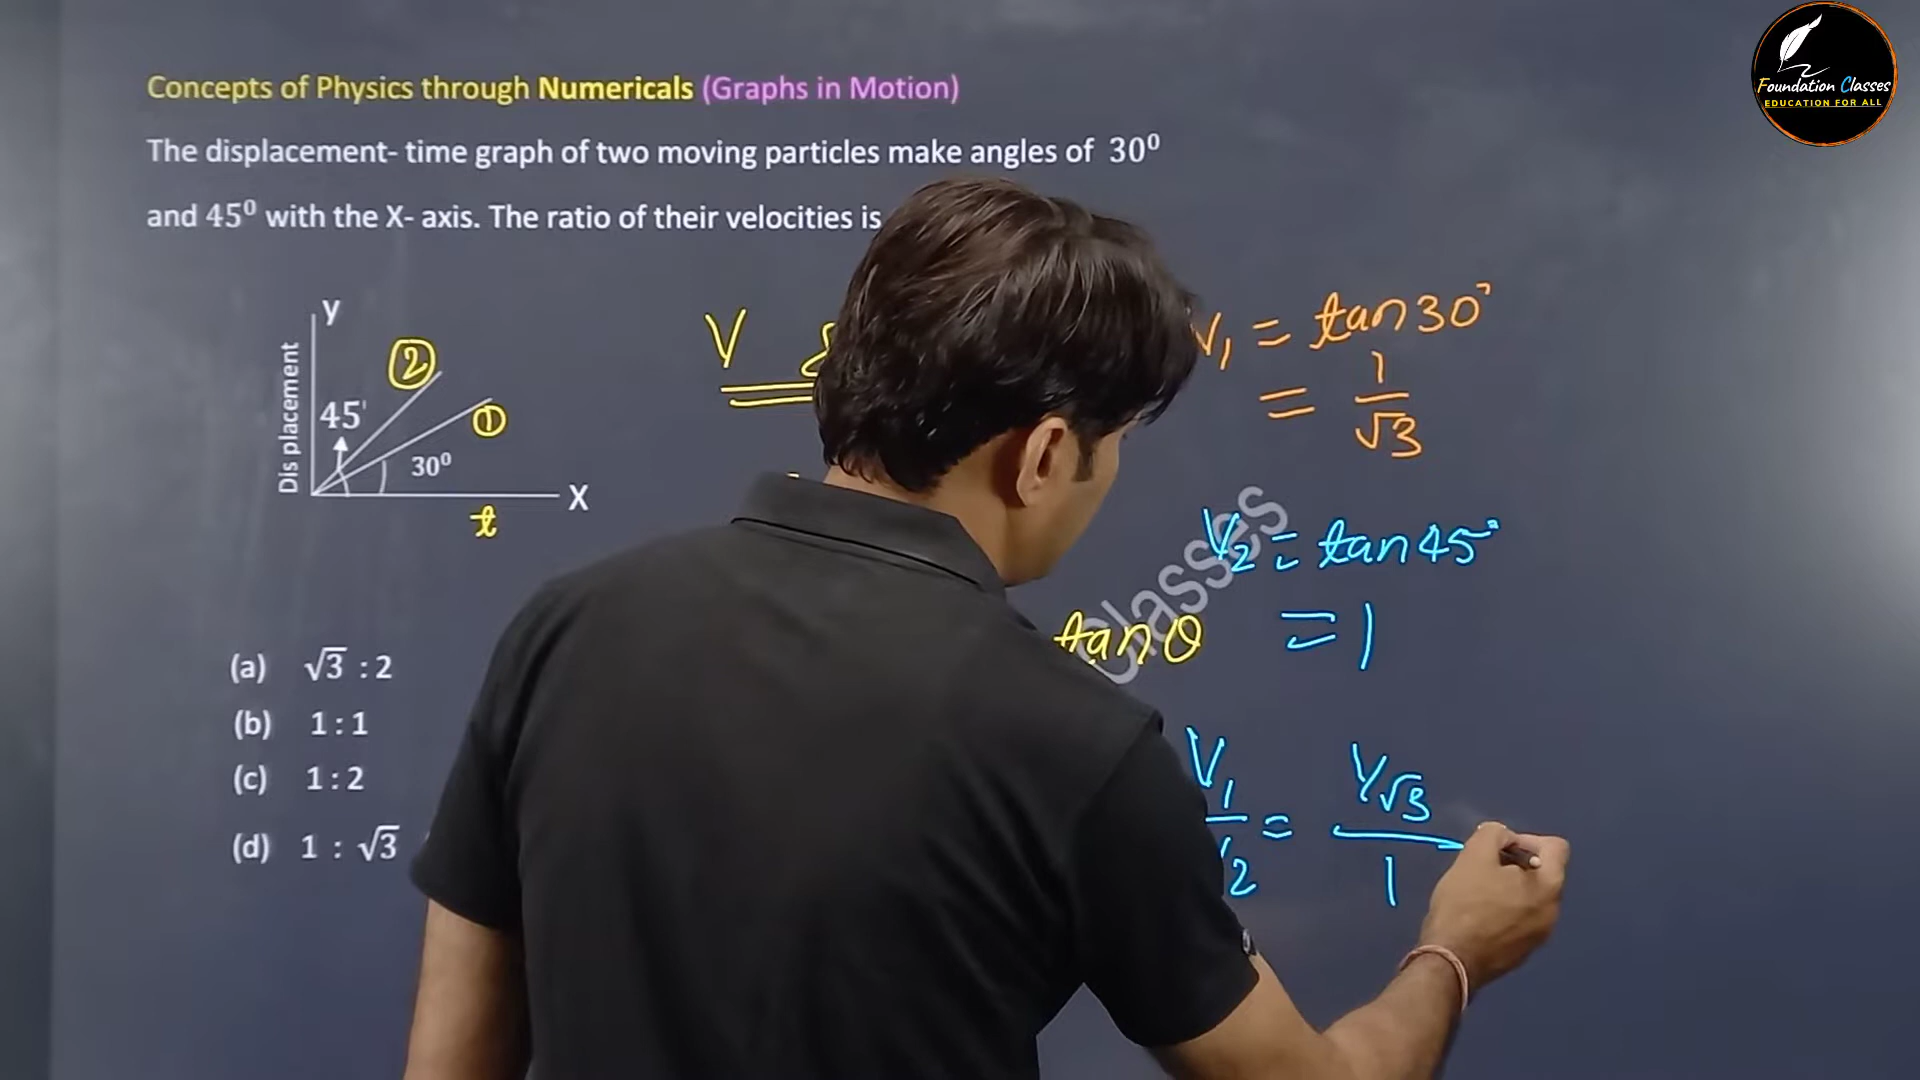 Foundation Classes
EDUCATION FOR ALL
Concepts of Physics through Numericals (Graphs in Motion)
The displacement- time graph of two moving particles make angles of 30⁰
and 45⁰ with the X- axis. The ratio of their velocities is
y
Dis placement
2
45'
1
30⁰
X
t
V
V₁ = tan30°
= 1/√3
V₂ = tan45°
= 1
tanθ
Classes
V₁/V₂ = 1/√3 / 1
(a) √3 : 2
(b) 1 : 1
(c) 1 : 2
(d) 1 : √3